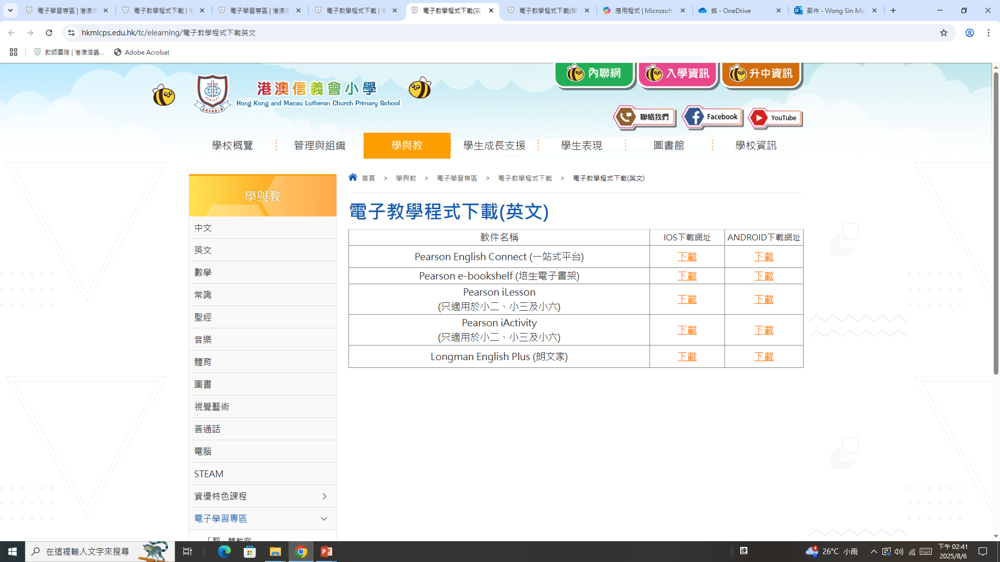 電子學習專區 | 港澳信
電子教學程式下載 |
電子學習專區 | 港澳信
電子教學程式下載 |
電子教學程式下載(英
電子教學程式下載(學
應用程式 | Microsoft
銘 - OneDrive
郵件 - Wong Sin Min
hkmlcps.edu.hk/tc/elearning/電子教學程式下載英文
教師團隊 | 港澳信義...
Adobe Acrobat
內聯網
入學資訊
升中資訊
港澳信義會小學
Hong Kong and Macau Lutheran Church Primary School
聯絡我們
Facebook
YouTube
學校概覽
管理與組織
學與教
學生成長支援
學生表現
圖書館
學校資訊
首頁 > 學與教 > 電子學習專區 > 電子教學程式下載 > 電子教學程式下載(英文)
學與教
中文
英文
數學
常識
聖經
音樂
體育
圖書
視覺藝術
普通話
電腦
STEAM
資優特色課程
電子學習專區
「翻」轉教室
電子教學程式下載(英文)
軟件名稱 IOS下載網址 ANDROID下載網址
Pearson English Connect (一站式平台) 下載 下載
Pearson e-bookshelf (培生電子書架) 下載 下載
Pearson iLesson
(只適用於小二、小三及小六) 下載 下載
Pearson iActivity
(只適用於小二、小三及小六) 下載 下載
Longman English Plus (朗文家) 下載 下載
在這裡輸入文字來搜尋
4
26°C 小雨
下午 02:41
2025/8/6